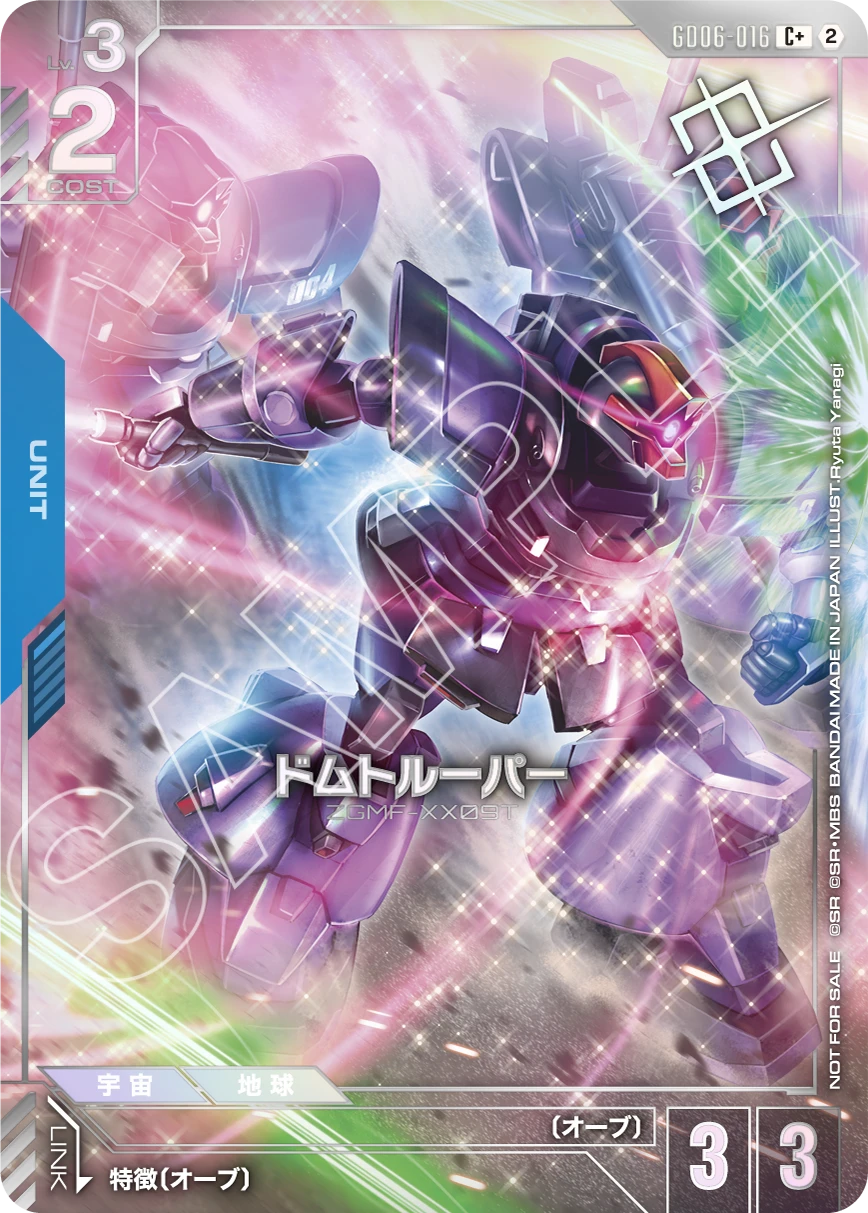 Lv. 3
2
COST
GD06-016 C+ 2
004
UNIT
SAMPLE
ドムトルーパー
ZGMF-XX09T
NOT FOR SALE ©SR ©SR・MBS BANDAI MADE IN JAPAN ILLUST.Ryuta Yanagi
宇宙 地球
〔オーブ〕
LINK 特徴〔オーブ〕
3 3